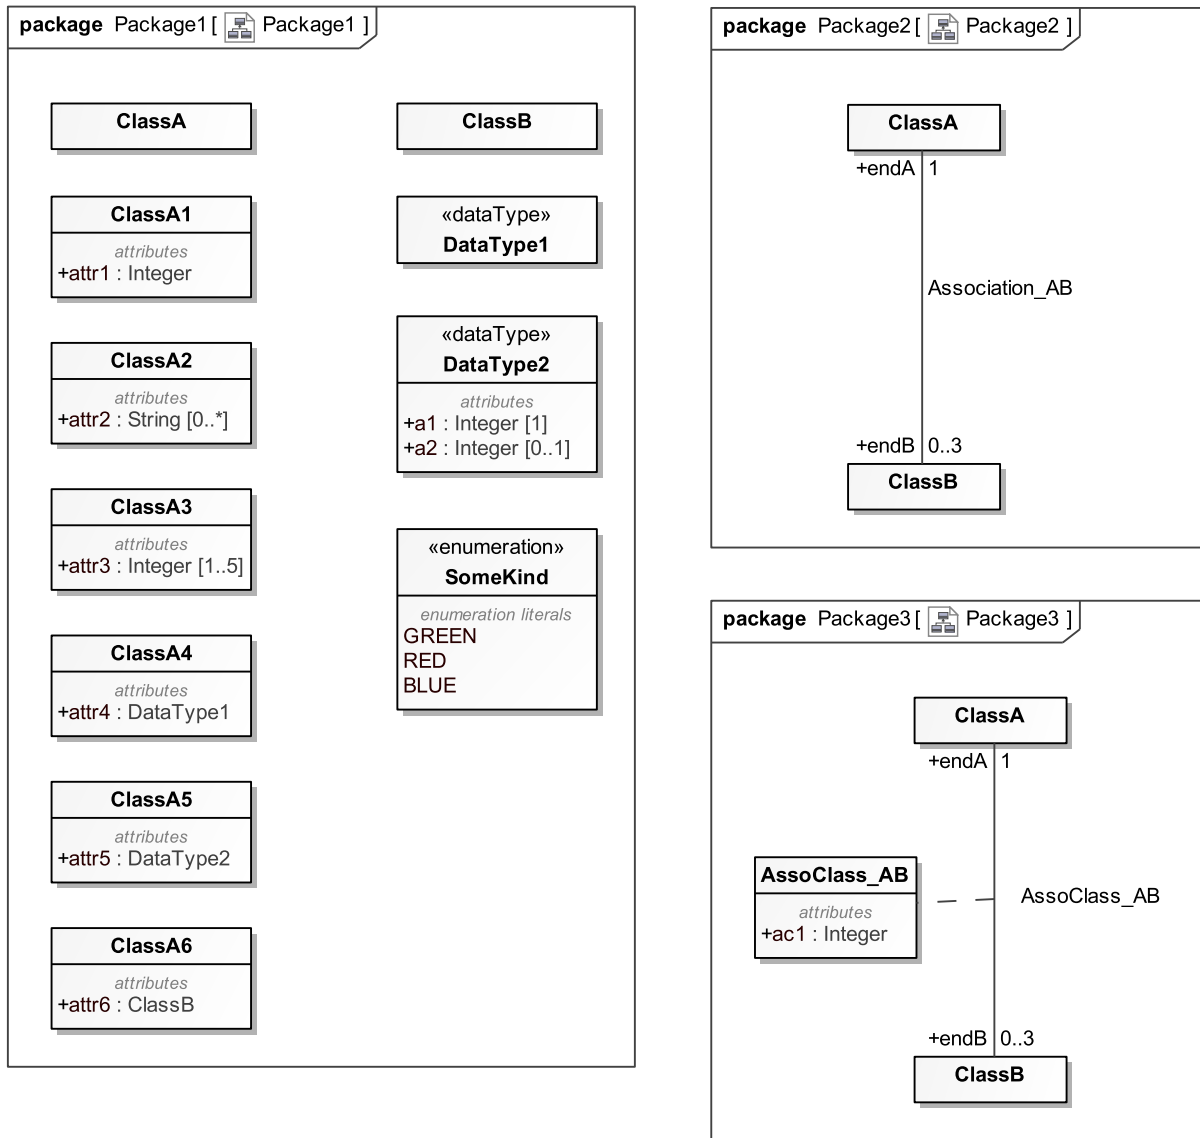 package Package1 [ Package1 ]
ClassA
ClassA1
attributes
+attr1 : Integer
ClassA2
attributes
+attr2 : String [0..*]
ClassA3
attributes
+attr3 : Integer [1..5]
ClassA4
attributes
+attr4 : DataType1
ClassA5
attributes
+attr5 : DataType2
ClassA6
attributes
+attr6 : ClassB
ClassB
«dataType»
DataType1
«dataType»
DataType2
attributes
+a1 : Integer [1]
+a2 : Integer [0..1]
«enumeration»
SomeKind
enumeration literals
GREEN
RED
BLUE
package Package2 [ Package2 ]
ClassA
+endA 1
Association_AB
+endB 0..3
ClassB
package Package3 [ Package3 ]
ClassA
+endA 1
AssoClass_AB
attributes
+ac1 : Integer
AssoClass_AB
+endB 0..3
ClassB